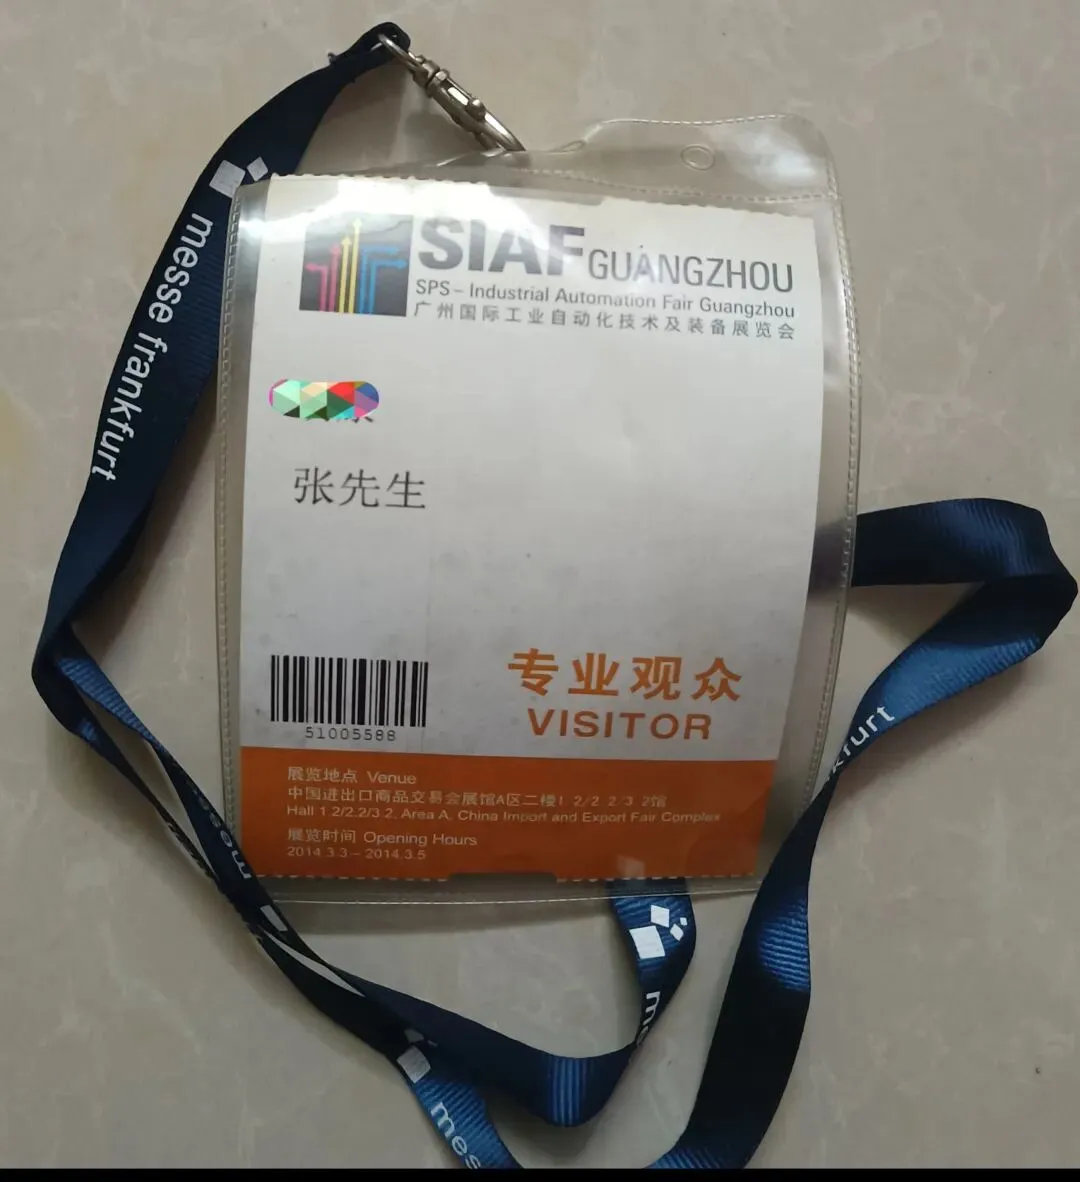 messe frankfurt
SIAF GUANGZHOU
SPS – Industrial Automation Fair Guangzhou
广州国际工业自动化技术及装备展览会
张先生
51005588
专业观众
VISITOR
展览地点 Venue
中国进出口商品交易会展馆A区二楼1.2/2.2/3.2馆
Hall 1.2/2.2/3.2, Area A, China Import and Export Fair Complex
展览时间 Opening Hours
2014.3.3 – 2014.3.5
kfurt
messe
m
mes